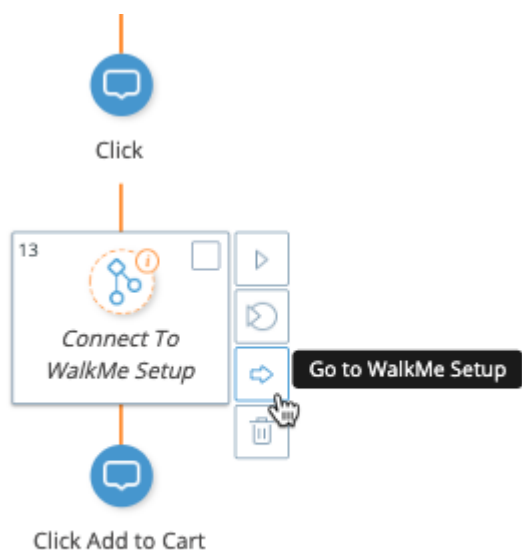 Click
13
i
Connect To
WalkMe Setup
Go to WalkMe Setup
Click Add to Cart